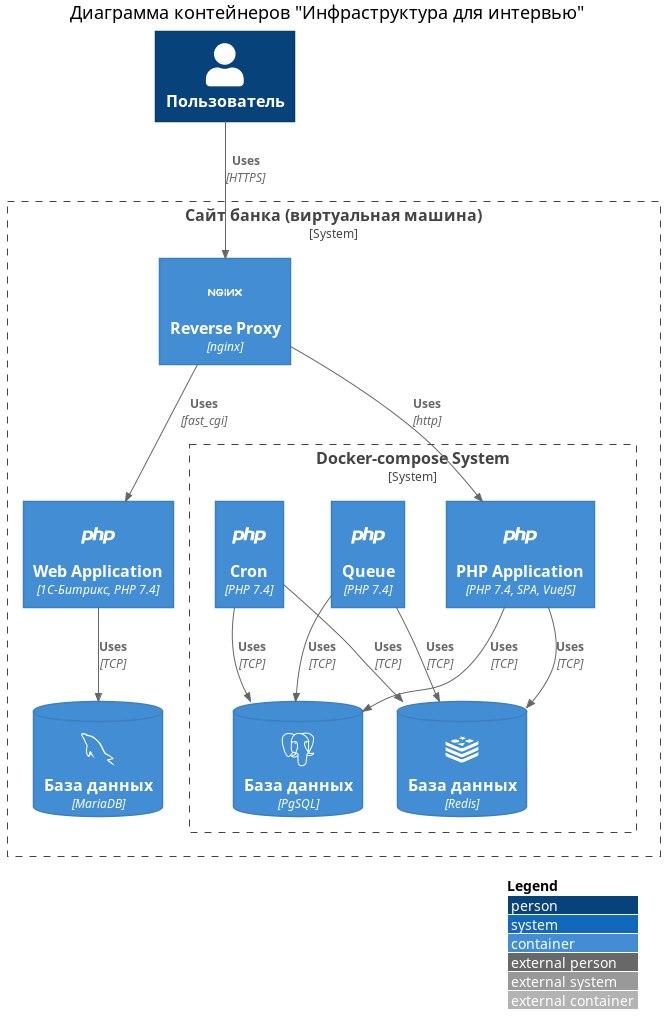 Диаграмма контейнеров "Инфраструктура для интервью"
Пользователь
Uses
[HTTPS]
Сайт банка (виртуальная машина)
[System]
NGINX
Reverse Proxy
[nginx]
Uses
[fast_cgi]
Uses
[http]
Docker-compose System
[System]
php
Web Application
[1С-Битрикс, PHP 7.4]
php
Cron
[PHP 7.4]
php
Queue
[PHP 7.4]
php
PHP Application
[PHP 7.4, SPA, VueJS]
Uses
[TCP]
Uses
[TCP]
Uses
[TCP]
Uses
[TCP]
Uses
[TCP]
Uses
[TCP]
Uses
[TCP]
База данных
[MariaDB]
База данных
[PgSQL]
База данных
[Redis]
Legend
person
system
container
external person
external system
external container